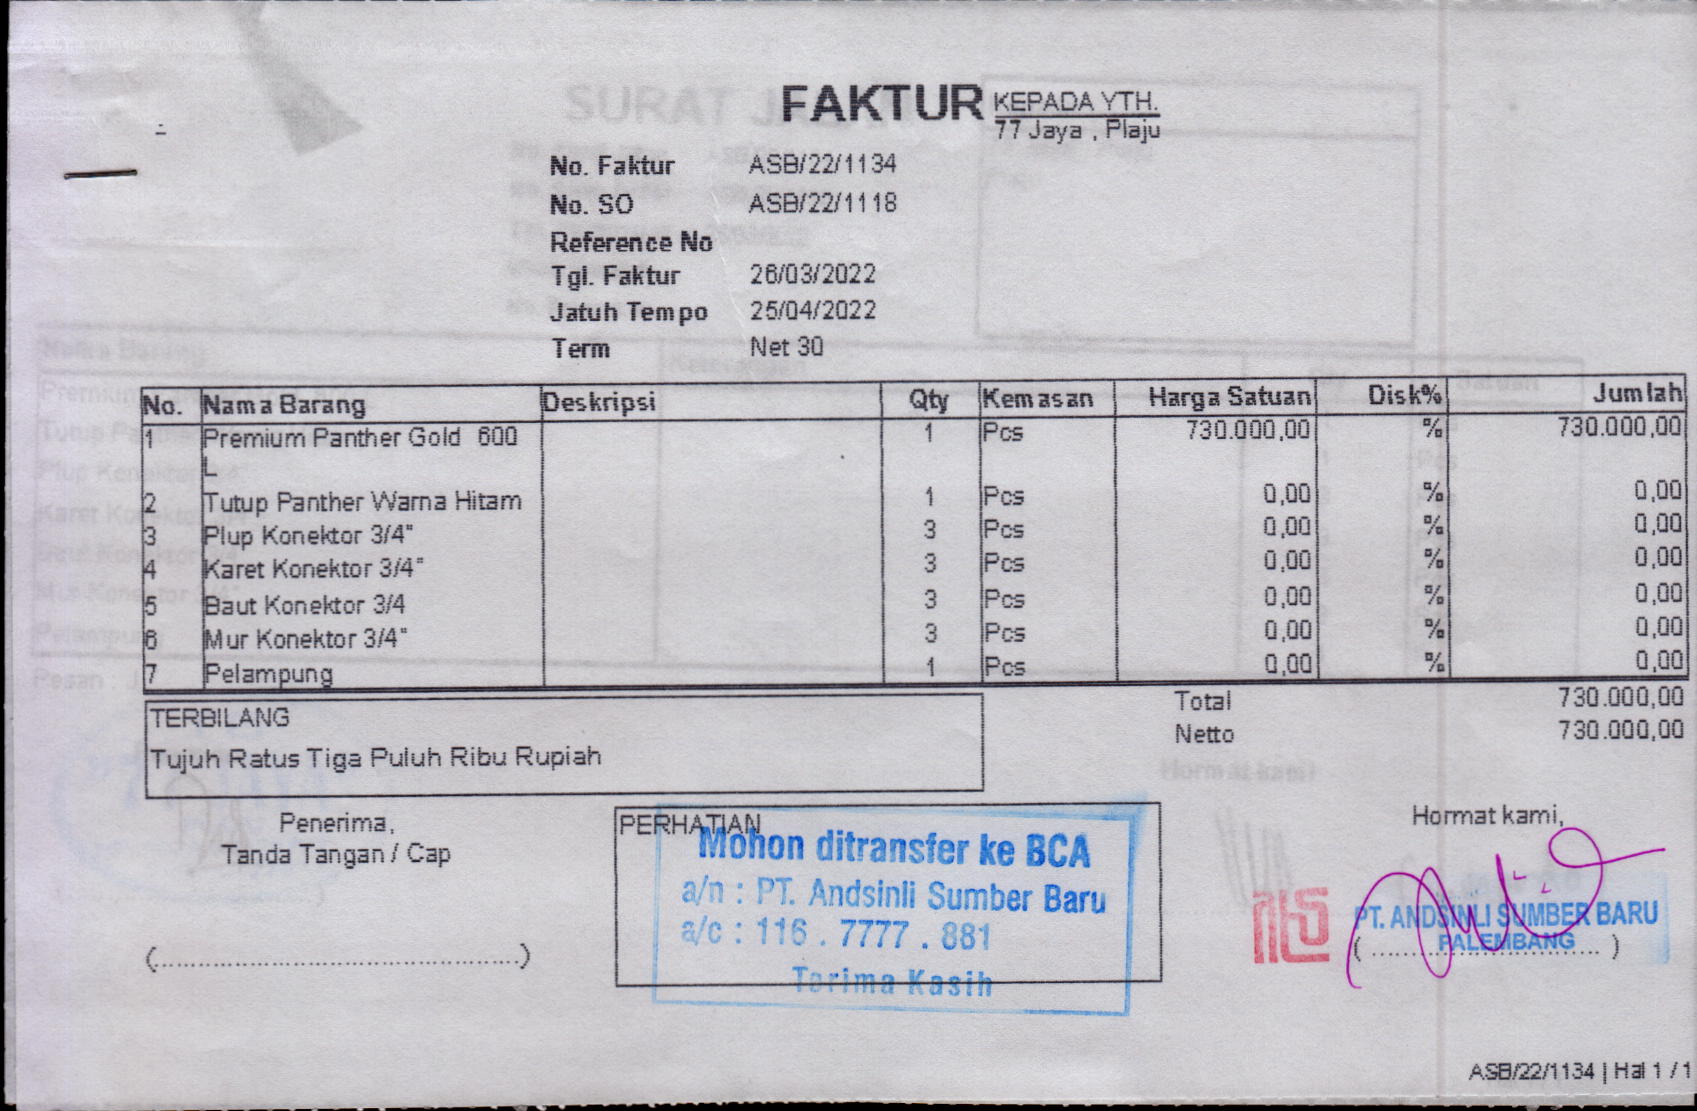 FAKTUR
KEPADA YTH.
77 Jaya , Plaju
No. Faktur ASB/22/1134
No. SO ASB/22/1118
Reference No
Tgl. Faktur 26/03/2022
Jatuh Tempo 25/04/2022
Term Net 30
No. Nama Barang Deskripsi Qty Kemasan Harga Satuan Disk% Jumlah
1 Premium Panther Gold 600 1 Pcs 730.000,00 % 730.000,00
L
2 Tutup Panther Warna Hitam 1 Pcs 0,00 % 0,00
3 Plup Konektor 3/4" 3 Pcs 0,00 % 0,00
4 Karet Konektor 3/4" 3 Pcs 0,00 % 0,00
5 Baut Konektor 3/4 3 Pcs 0,00 % 0,00
6 Mur Konektor 3/4" 3 Pcs 0,00 % 0,00
7 Pelampung 1 Pcs 0,00 % 0,00
Total 730.000,00
Netto 730.000,00
TERBILANG
Tujuh Ratus Tiga Puluh Ribu Rupiah
Penerima,
Tanda Tangan / Cap
(............................................)
PERHATIAN
Mohon ditransfer ke BCA
a/n : PT. Andsinli Sumber Baru
a/c : 116 . 7777 . 881
Terima Kasih
Hormat kami,
PT. ANDSINLI SUMBER BARU
PALEMBANG
(............................)
ASB/22/1134 | Hal 1 / 1